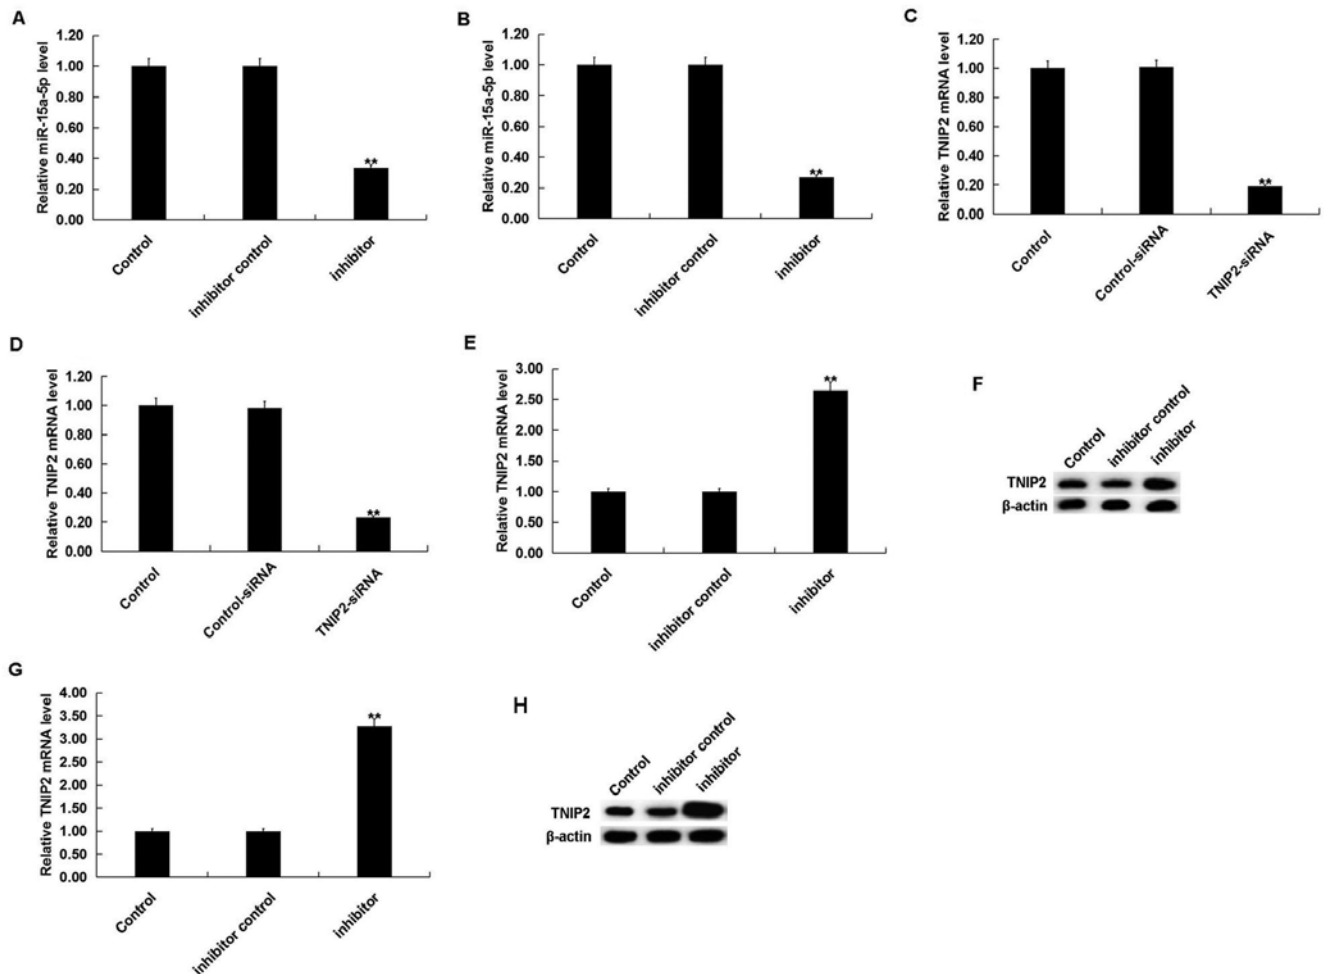 A
Relative miR-15a-5p level
1.20
1.00
0.80
0.60
0.40
0.20
0.00
**
Control
inhibitor control
inhibitor
B
Relative miR-15a-5p level
1.20
1.00
0.80
0.60
0.40
0.20
0.00
**
Control
inhibitor control
inhibitor
C
Relative TNIP2 mRNA level
1.20
1.00
0.80
0.60
0.40
0.20
0.00
**
Control
Control-siRNA
TNIP2-siRNA
D
Relative TNIP2 mRNA level
1.20
1.00
0.80
0.60
0.40
0.20
0.00
**
Control
Control-siRNA
TNIP2-siRNA
E
Relative TNIP2 mRNA level
3.00
2.50
2.00
1.50
1.00
0.50
0.00
**
Control
inhibitor control
inhibitor
F
Control
inhibitor control
inhibitor
TNIP2
β-actin
G
Relative TNIP2 mRNA level
4.00
3.50
3.00
2.50
2.00
1.50
1.00
0.50
0.00
**
Control
inhibitor control
inhibitor
H
Control
inhibitor control
inhibitor
TNIP2
β-actin